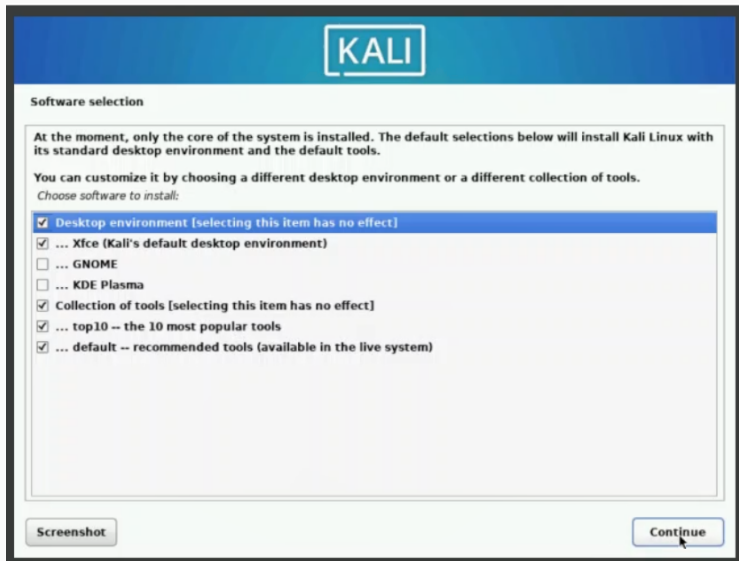 KALI
Software selection
At the moment, only the core of the system is installed. The default selections below will install Kali Linux with
its standard desktop environment and the default tools.
You can customize it by choosing a different desktop environment or a different collection of tools.
Choose software to install:
Desktop environment [selecting this item has no effect]
... Xfce (Kali's default desktop environment)
... GNOME
... KDE Plasma
Collection of tools [selecting this item has no effect]
... top10 -- the 10 most popular tools
... default -- recommended tools (available in the live system)
Screenshot
Continue